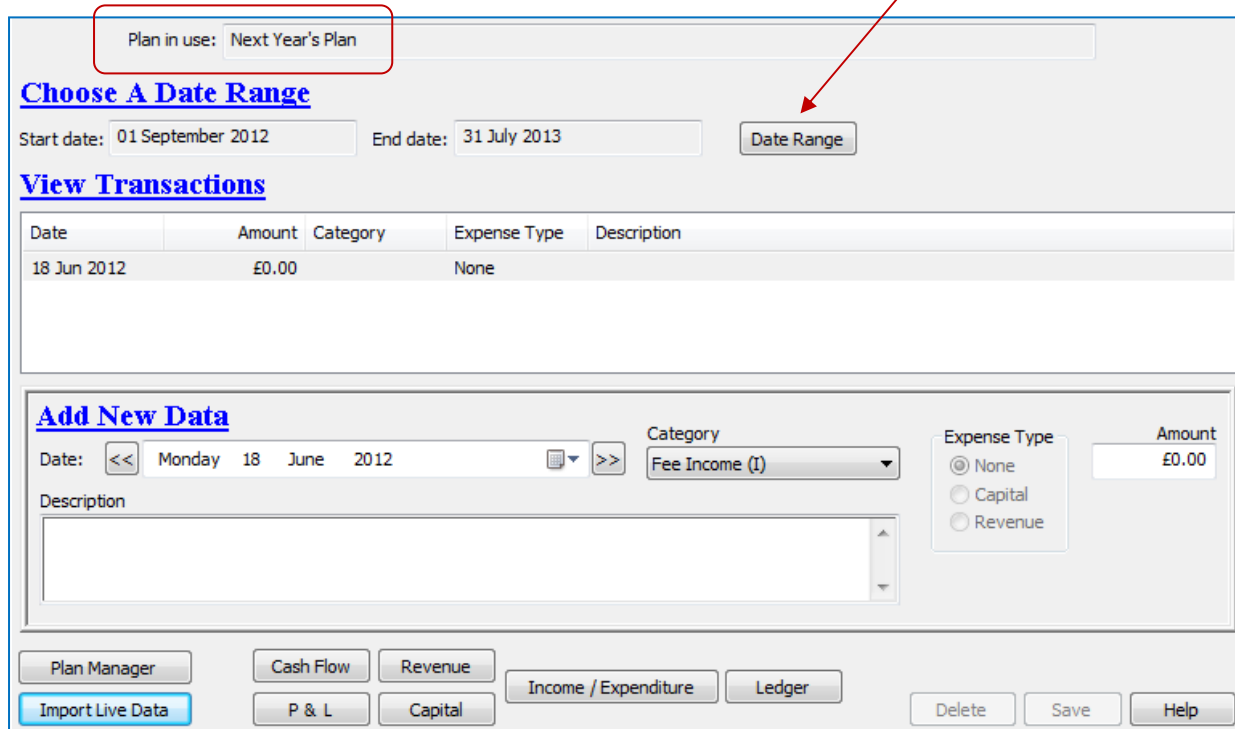 Plan in use: Next Year's Plan
Choose A Date Range
Start date: 01 September 2012 End date: 31 July 2013 Date Range
View Transactions
Date Amount Category Expense Type Description
18 Jun 2012 £0.00 None
Add New Data
Category Expense Type Amount
Date: << Monday 18 June 2012 >> Fee Income (I) None £0.00
Description Capital
Revenue
Plan Manager Cash Flow Revenue Income / Expenditure Ledger
Import Live Data P & L Capital Delete Save Help